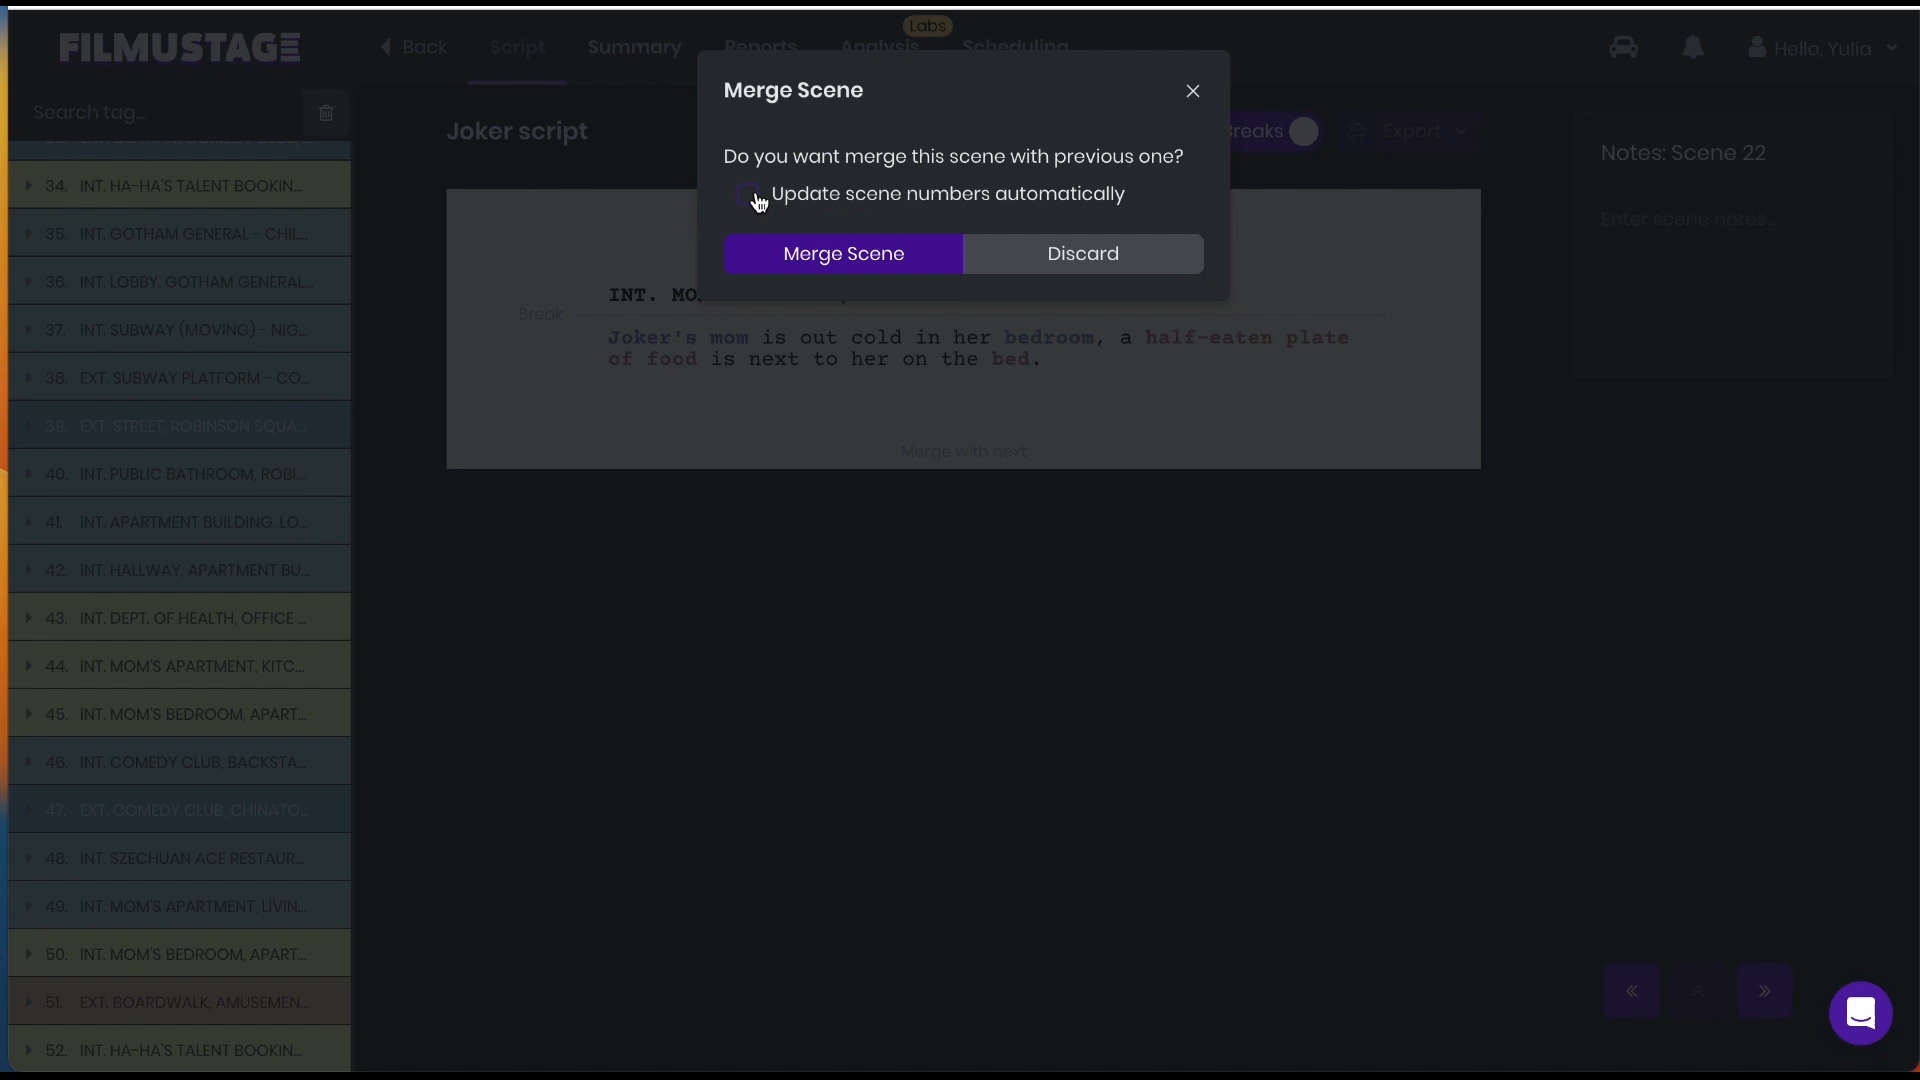 Labs
FILMUSTAGE
Back
Script
Summary
Reports
Analysis
Scheduling
Hello, Yulia
Search tag...
34. INT. HA-HA'S TALENT BOOKIN...
35. INT. GOTHAM GENERAL - CHIL...
36. INT. LOBBY, GOTHAM GENERAL...
37. INT. SUBWAY (MOVING) - NIG...
38. EXT. SUBWAY PLATFORM - CO...
39. EXT. STREET, ROBINSON SQUA...
40. INT. PUBLIC BATHROOM, ROBI...
41. INT. APARTMENT BUILDING, LO...
42. INT. HALLWAY, APARTMENT BU...
43. INT. DEPT. OF HEALTH, OFFICE ...
44. INT. MOM'S APARTMENT, KITC...
45. INT. MOM'S BEDROOM, APART...
46. INT. COMEDY CLUB, BACKSTA...
47. EXT. COMEDY CLUB, CHINATO...
48. INT. SZECHUAN ACE RESTAUR...
49. INT. MOM'S APARTMENT, LIVIN...
50. INT. MOM'S BEDROOM, APART...
51. EXT. BOARDWALK, AMUSEMEN...
52. INT. HA-HA'S TALENT BOOKIN...
Joker script
reaks
Export
Merge Scene
Do you want merge this scene with previous one?
Update scene numbers automatically
Merge Scene
Discard
INT. MO
Break
Joker's mom is out cold in her bedroom, a half-eaten plate
of food is next to her on the bed.
Merge with next
Notes: Scene 22
Enter scene notes...